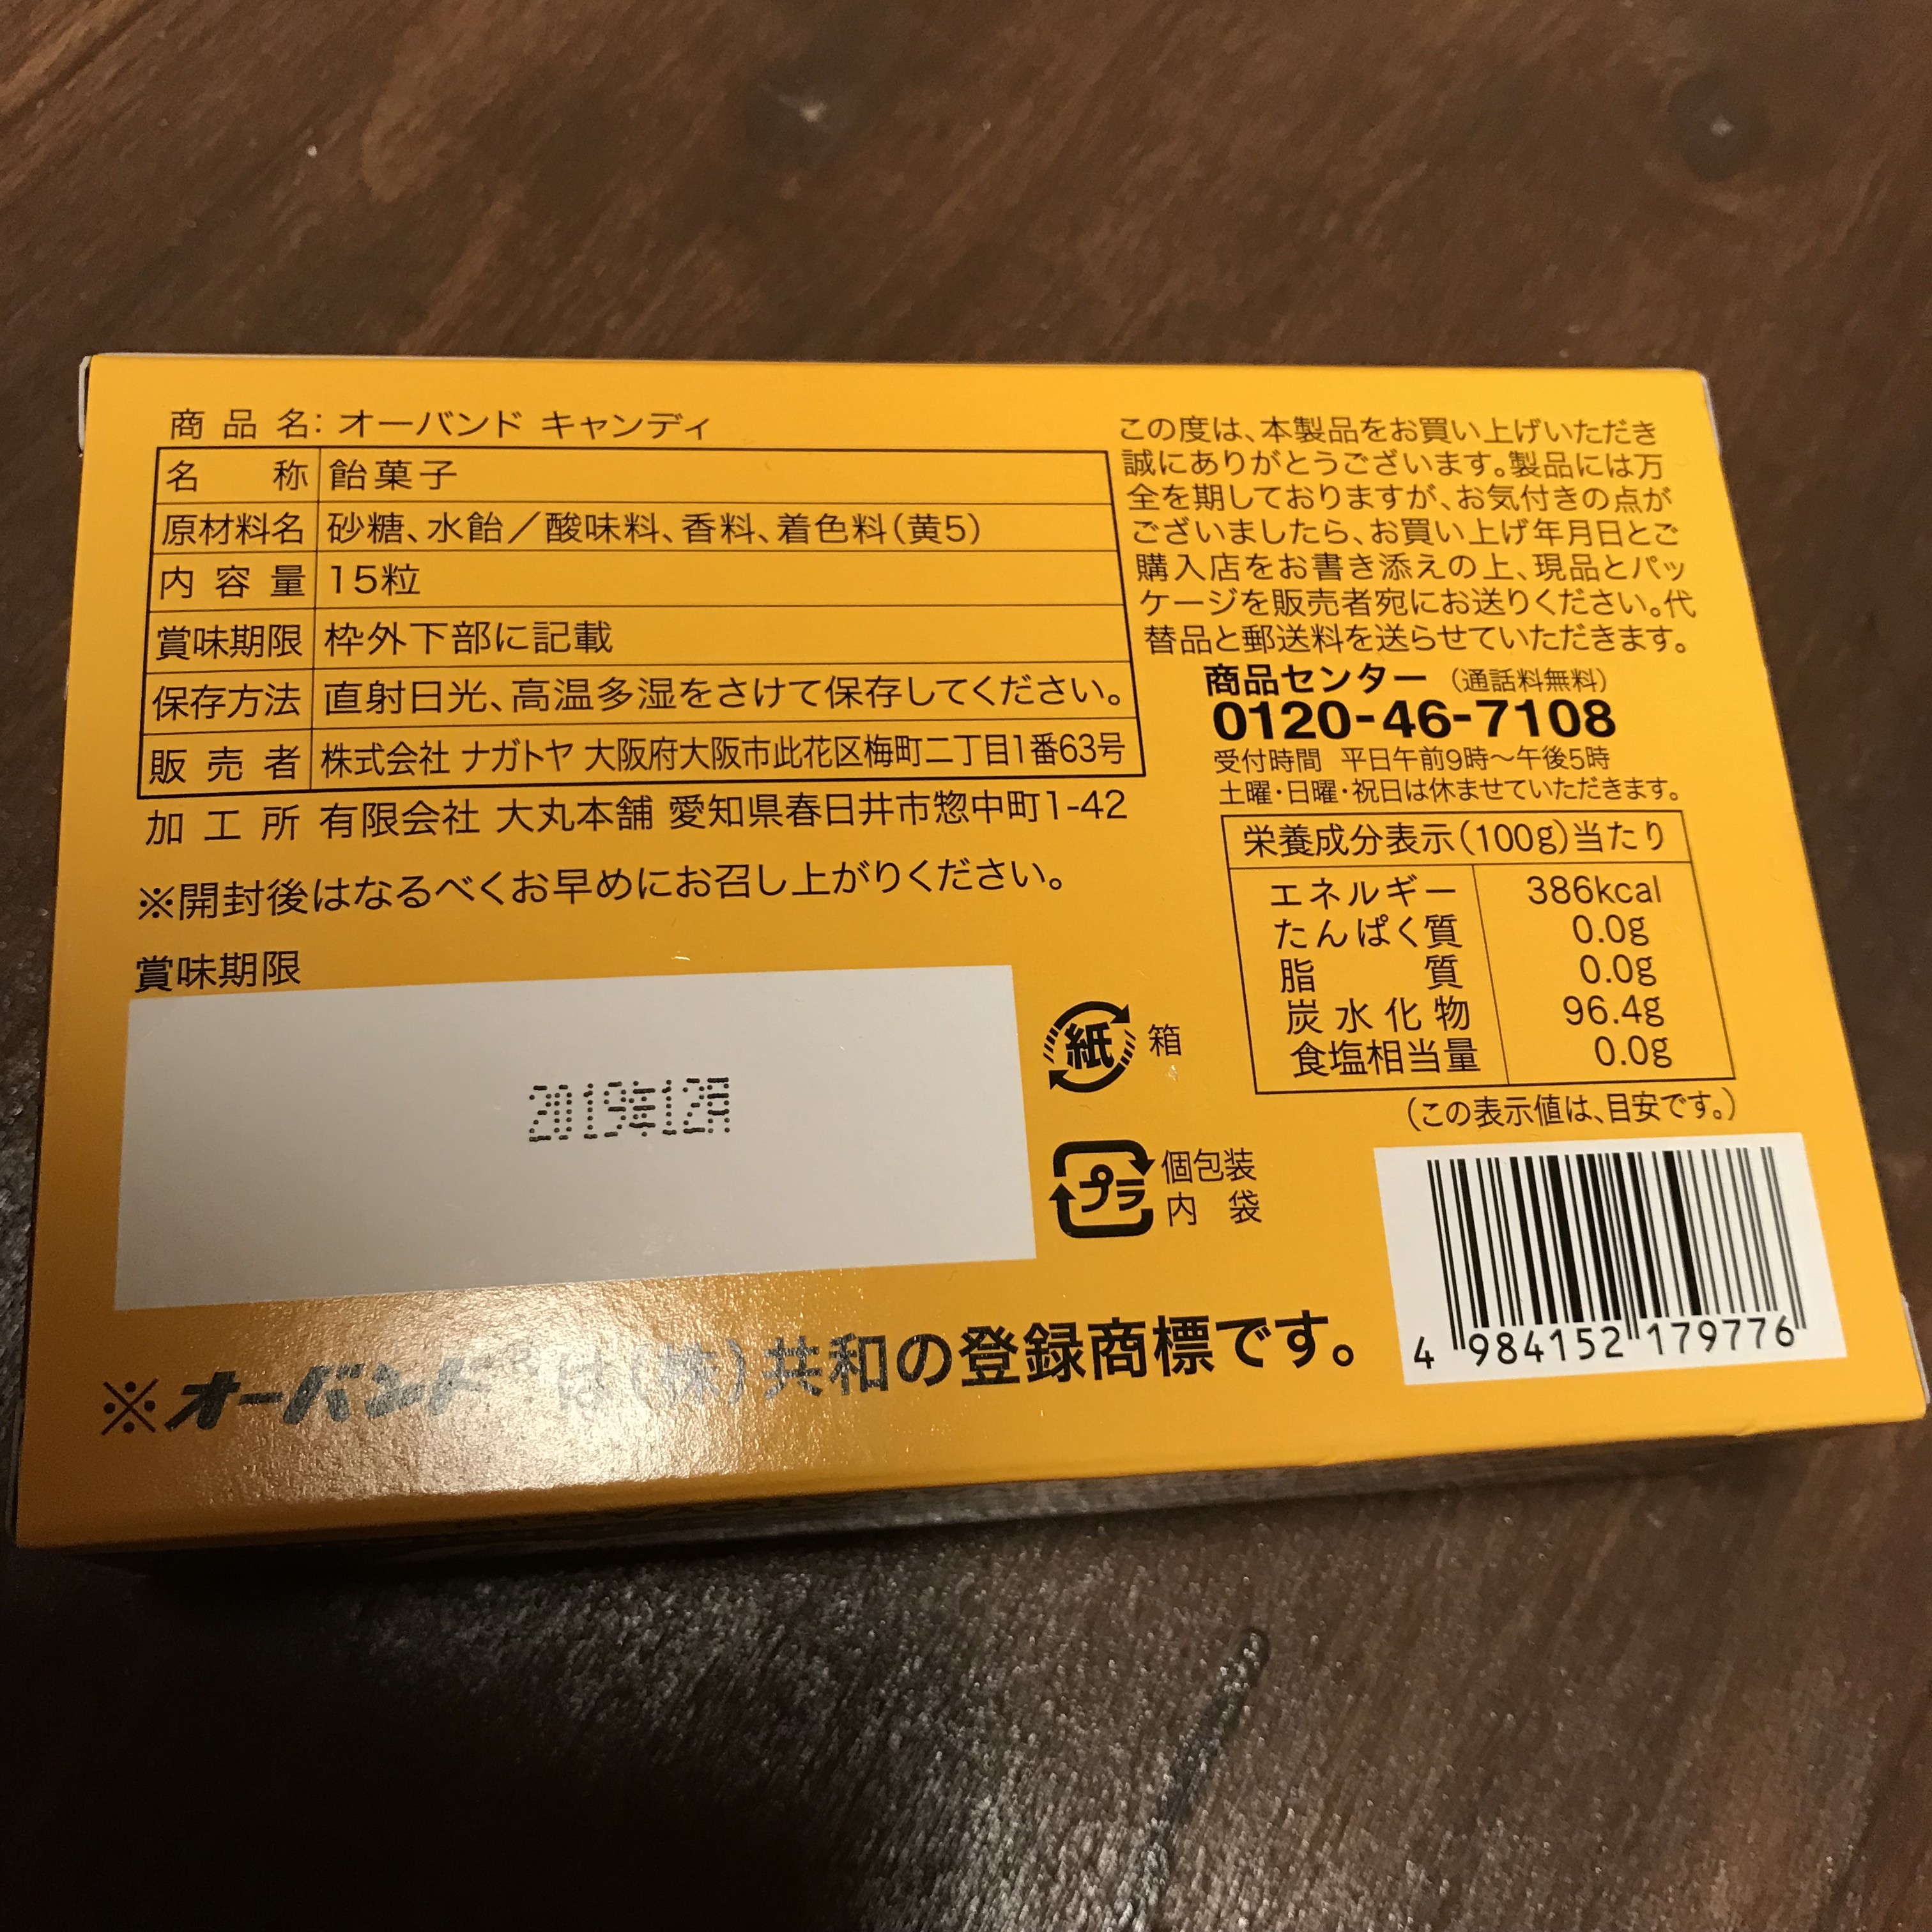 商品名：オーバンド キャンディ
名称 飴菓子
原材料名 砂糖、水飴／酸味料、香料、着色料（黄5）
内容量 15粒
賞味期限 枠外下部に記載
保存方法 直射日光、高温多湿をさけて保存してください。
販売者 株式会社 ナガトヤ 大阪府大阪市此花区梅町二丁目1番63号
加工所 有限会社 大丸本舗 愛知県春日井市惣中町1-42
※開封後はなるべくお早めにお召し上がりください。
賞味期限
2019年12月
紙 箱
プラ 個包装
内袋
※オーバンド®は（株）共和の登録商標です。
この度は、本製品をお買い上げいただき
誠にありがとうございます。製品には万
全を期しておりますが、お気付きの点が
ございましたら、お買い上げ年月日とご
購入店をお書き添えの上、現品とパッ
ケージを販売者宛にお送りください。代
替品と郵送料を送らせていただきます。
商品センター （通話料無料）
0120-46-7108
受付時間 平日午前9時～午後5時
土曜・日曜・祝日は休ませていただきます。
栄養成分表示（100g）当たり
エネルギー 386kcal
たんぱく質 0.0g
脂質 0.0g
炭水化物 96.4g
食塩相当量 0.0g
（この表示値は、目安です。）
4 984152 179776